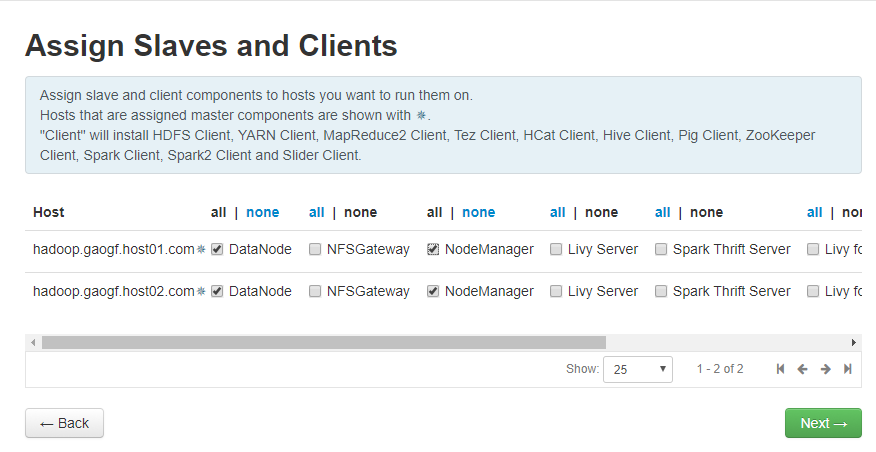 Assign Slaves and Clients
Assign slave and client components to hosts you want to run them on.
Hosts that are assigned master components are shown with ✵.
"Client" will install HDFS Client, YARN Client, MapReduce2 Client, Tez Client, HCat Client, Hive Client, Pig Client, ZooKeeper
Client, Spark Client, Spark2 Client and Slider Client.
Host all | none all | none all | none all | none all | none all | non
hadoop.gaogf.host01.com✵ DataNode NFSGateway NodeManager Livy Server Spark Thrift Server Livy fo
hadoop.gaogf.host02.com✵ DataNode NFSGateway NodeManager Livy Server Spark Thrift Server Livy fo
Show: 25 1 - 2 of 2
← Back Next →